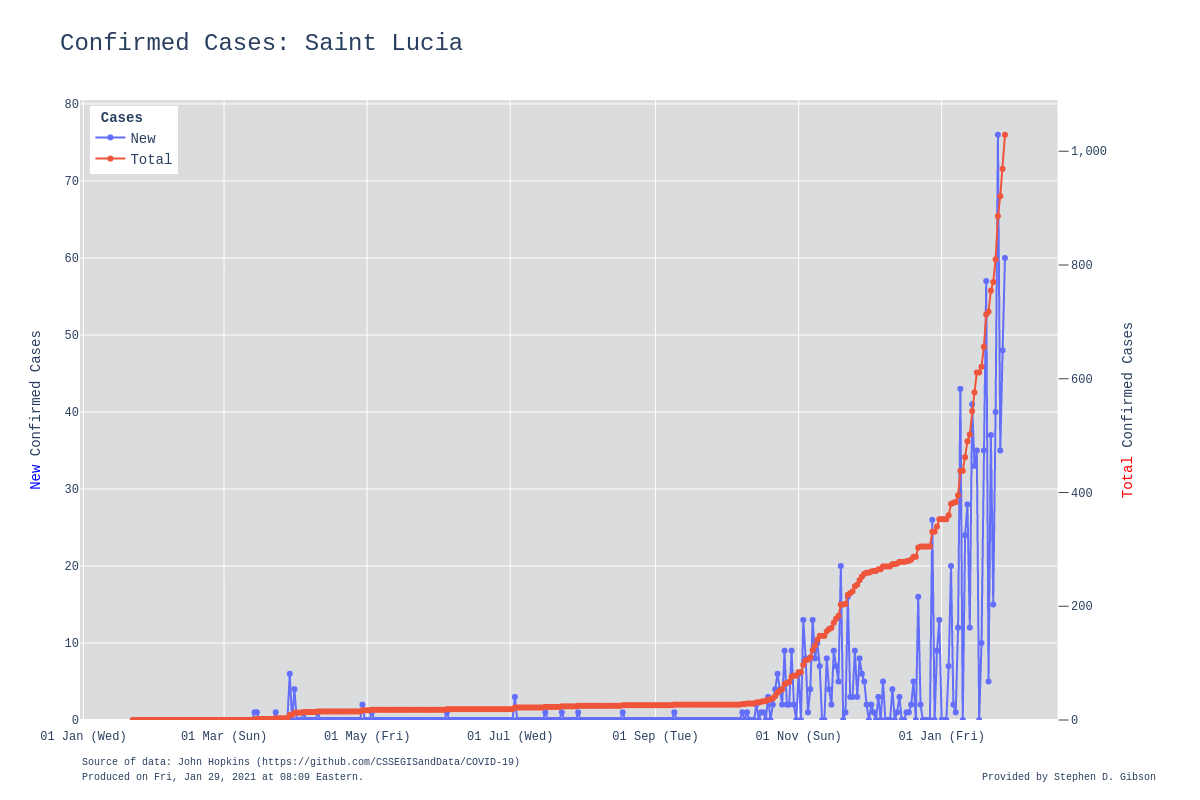 Confirmed Cases: Saint Lucia
Cases
New
Total
80
70
60
50
40
30
20
10
0
New Confirmed Cases
1,000
800
600
400
200
0
Total Confirmed Cases
01 Jan (Wed) 01 Mar (Sun) 01 May (Fri) 01 Jul (Wed) 01 Sep (Tue) 01 Nov (Sun) 01 Jan (Fri)
Source of data: John Hopkins (https://github.com/CSSEGISandData/COVID-19)
Produced on Fri, Jan 29, 2021 at 08:09 Eastern.
Provided by Stephen D. Gibson